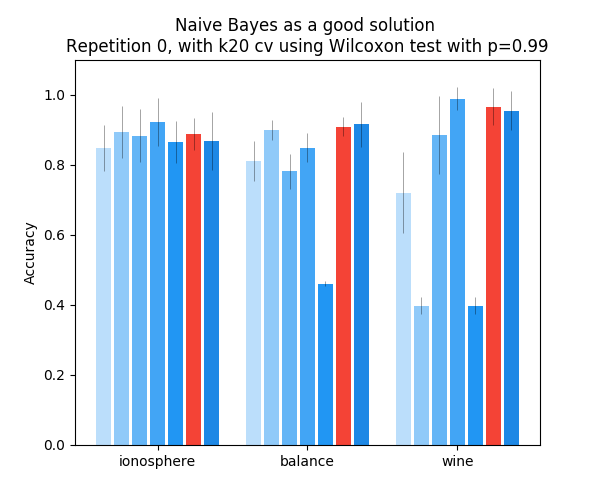 Naive Bayes as a good solution
Repetition 0, with k20 cv using Wilcoxon test with p=0.99
1.0
0.8
0.6
0.4
0.2
0.0
Accuracy
ionosphere balance wine